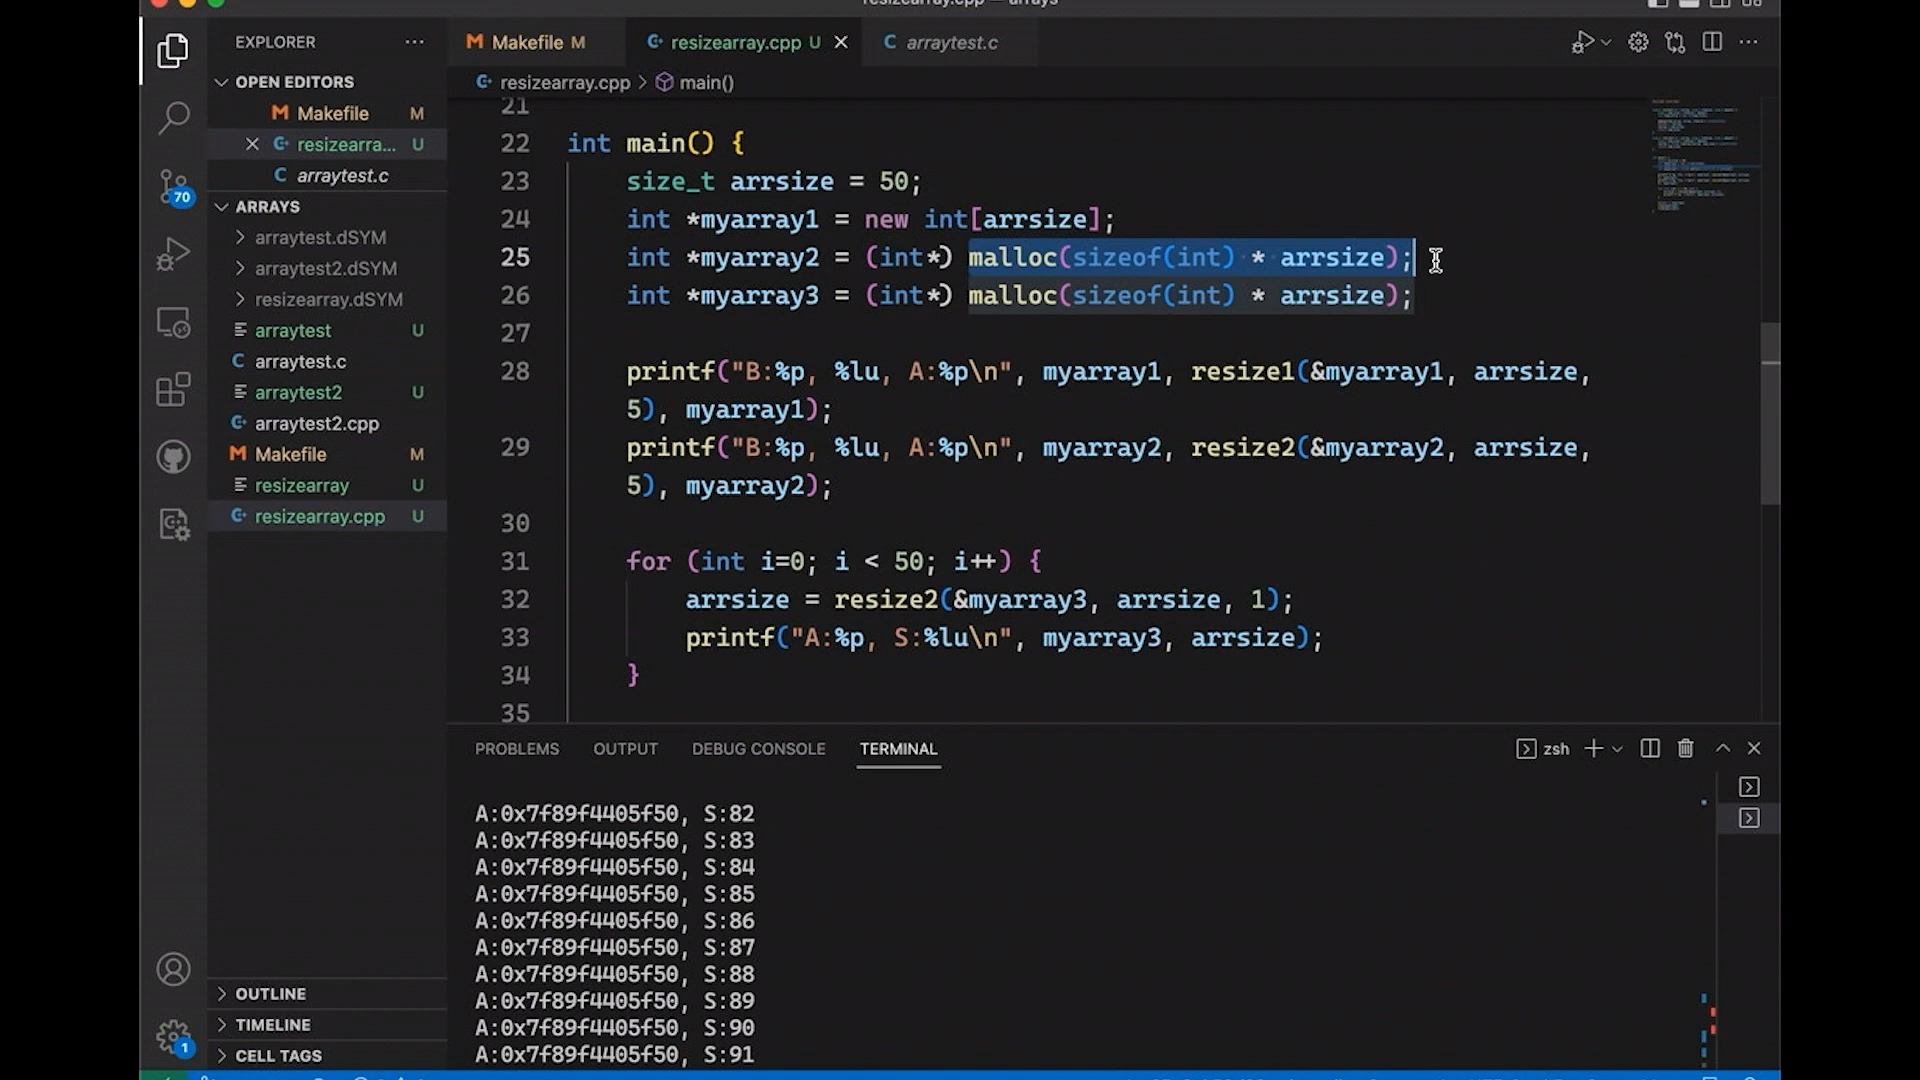 resizearray.cpp — arrays
EXPLORER
Makefile M
resizearray.cpp U
arraytest.c
OPEN EDITORS
resizearray.cpp > main()
Makefile M
resizearra... U
arraytest.c
ARRAYS
arraytest.dSYM
arraytest2.dSYM
resizearray.dSYM
arraytest U
arraytest.c
arraytest2 U
arraytest2.cpp
Makefile M
resizearray U
resizearray.cpp U
OUTLINE
TIMELINE
CELL TAGS
70
1
21
22 int main() {
23 size_t arrsize = 50;
24 int *myarray1 = new int[arrsize];
25 int *myarray2 = (int*) malloc(sizeof(int) * arrsize);
26 int *myarray3 = (int*) malloc(sizeof(int) * arrsize);
27
28 printf("B:%p, %lu, A:%p\n", myarray1, resize1(&myarray1, arrsize,
5), myarray1);
29 printf("B:%p, %lu, A:%p\n", myarray2, resize2(&myarray2, arrsize,
5), myarray2);
30
31 for (int i=0; i < 50; i++) {
32 arrsize = resize2(&myarray3, arrsize, 1);
33 printf("A:%p, S:%lu\n", myarray3, arrsize);
34 }
35
PROBLEMS OUTPUT DEBUG CONSOLE TERMINAL zsh
A:0x7f89f4405f50, S:82
A:0x7f89f4405f50, S:83
A:0x7f89f4405f50, S:84
A:0x7f89f4405f50, S:85
A:0x7f89f4405f50, S:86
A:0x7f89f4405f50, S:87
A:0x7f89f4405f50, S:88
A:0x7f89f4405f50, S:89
A:0x7f89f4405f50, S:90
A:0x7f89f4405f50, S:91